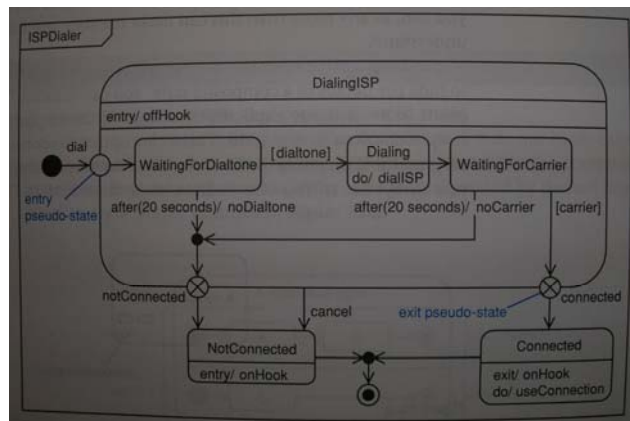 ISPDialer
DialingISP
entry/ offHook
dial
WaitingForDialtone
[dialtone]
Dialing
do/ dialISP
WaitingForCarrier
entry
pseudo-state
after(20 seconds)/ noDialtone
after(20 seconds)/ noCarrier
[carrier]
notConnected
cancel
exit pseudo-state
connected
NotConnected
entry/ onHook
Connected
exit/ onHook
do/ useConnection